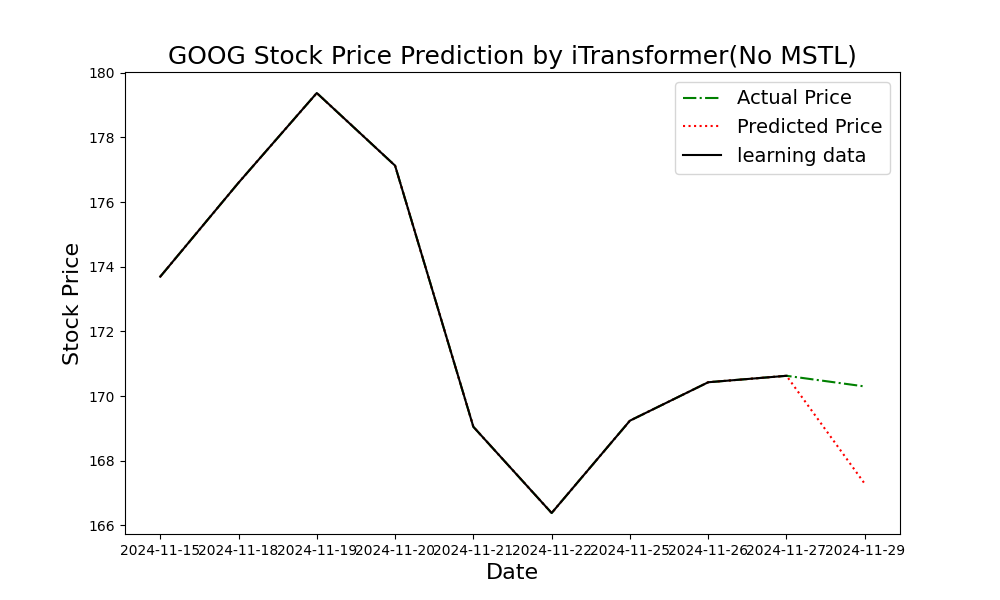 GOOG Stock Price Prediction by iTransformer(No MSTL)
Actual Price
Predicted Price
learning data
180
178
176
174
172
170
168
166
Stock Price
2024-11-15 2024-11-18 2024-11-19 2024-11-20 2024-11-21 2024-11-22 2024-11-25 2024-11-26 2024-11-27 2024-11-29
Date